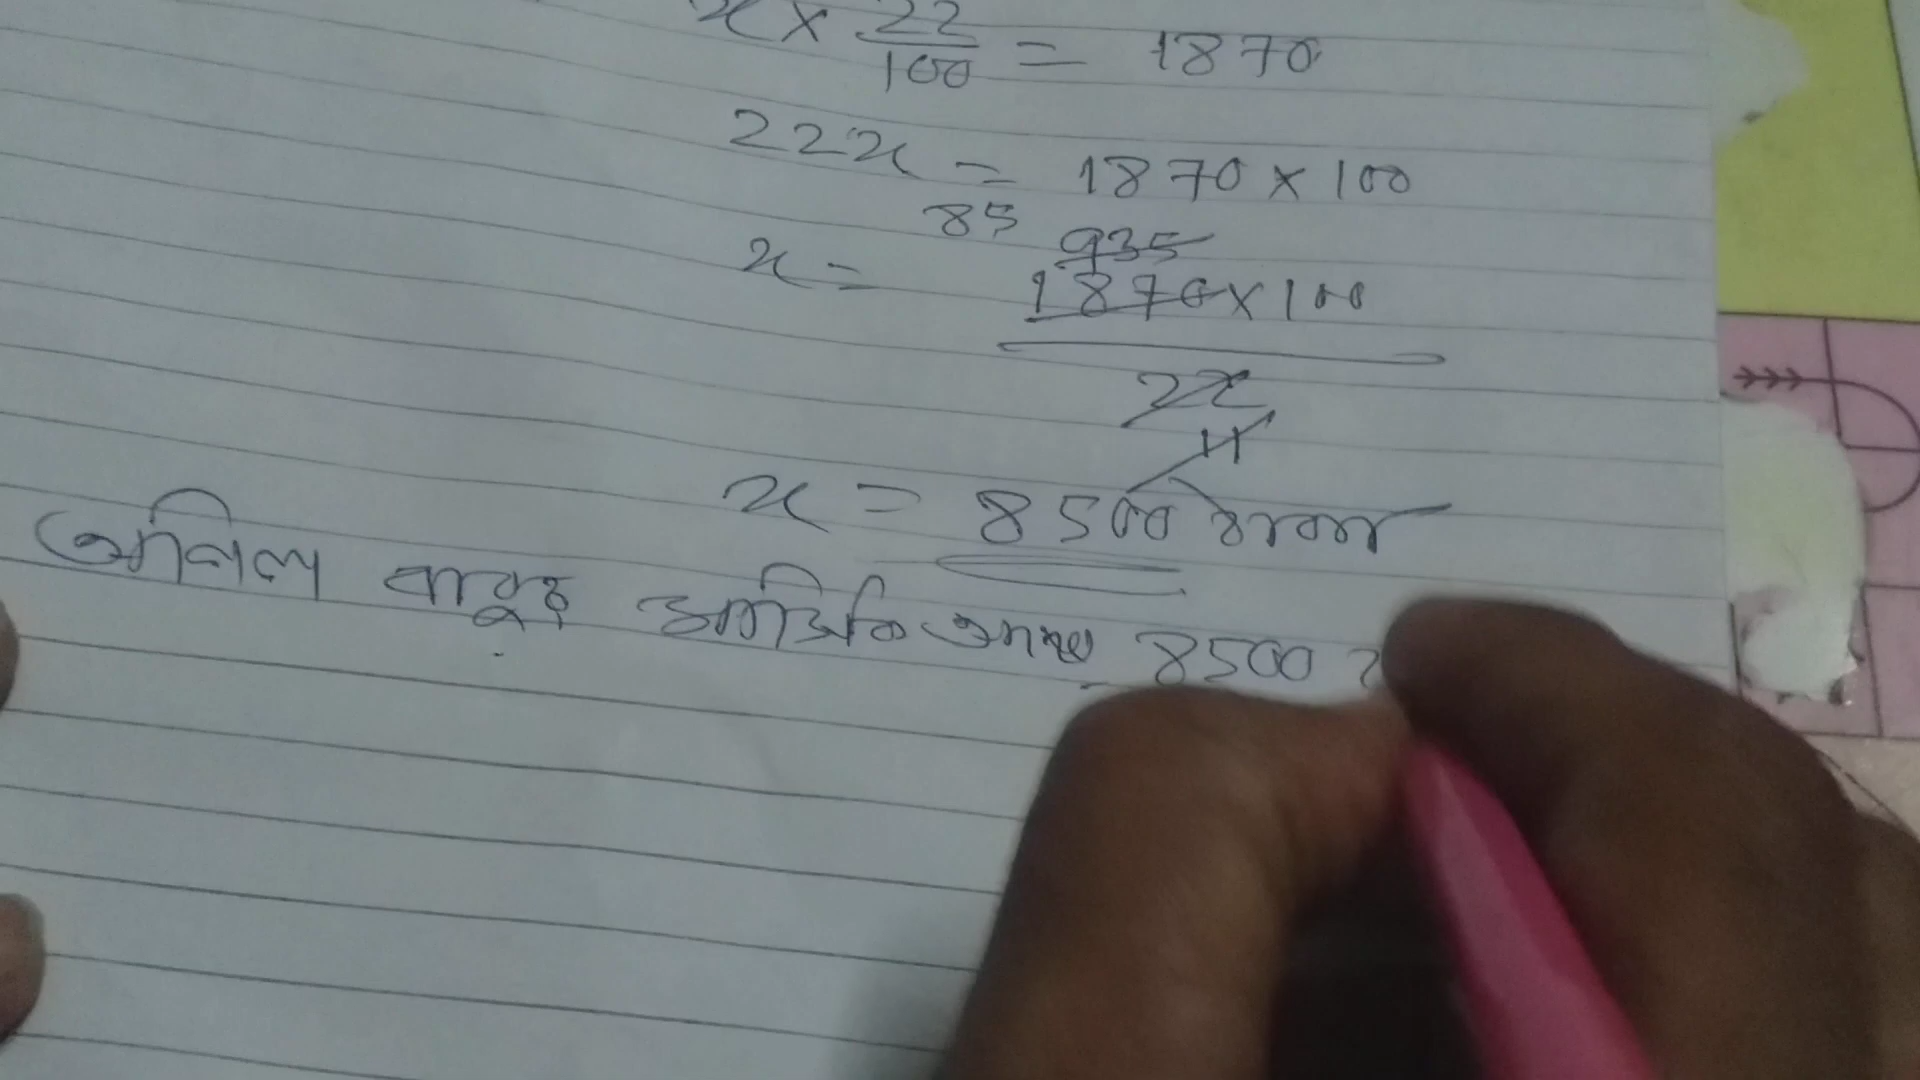 x × 22/100 = 1870
22x = 1870 × 100
85 935
x = 1870 × 100
22
11
x = 8500 টাকা
অনিল বাবুর মাসিক আয় 8500